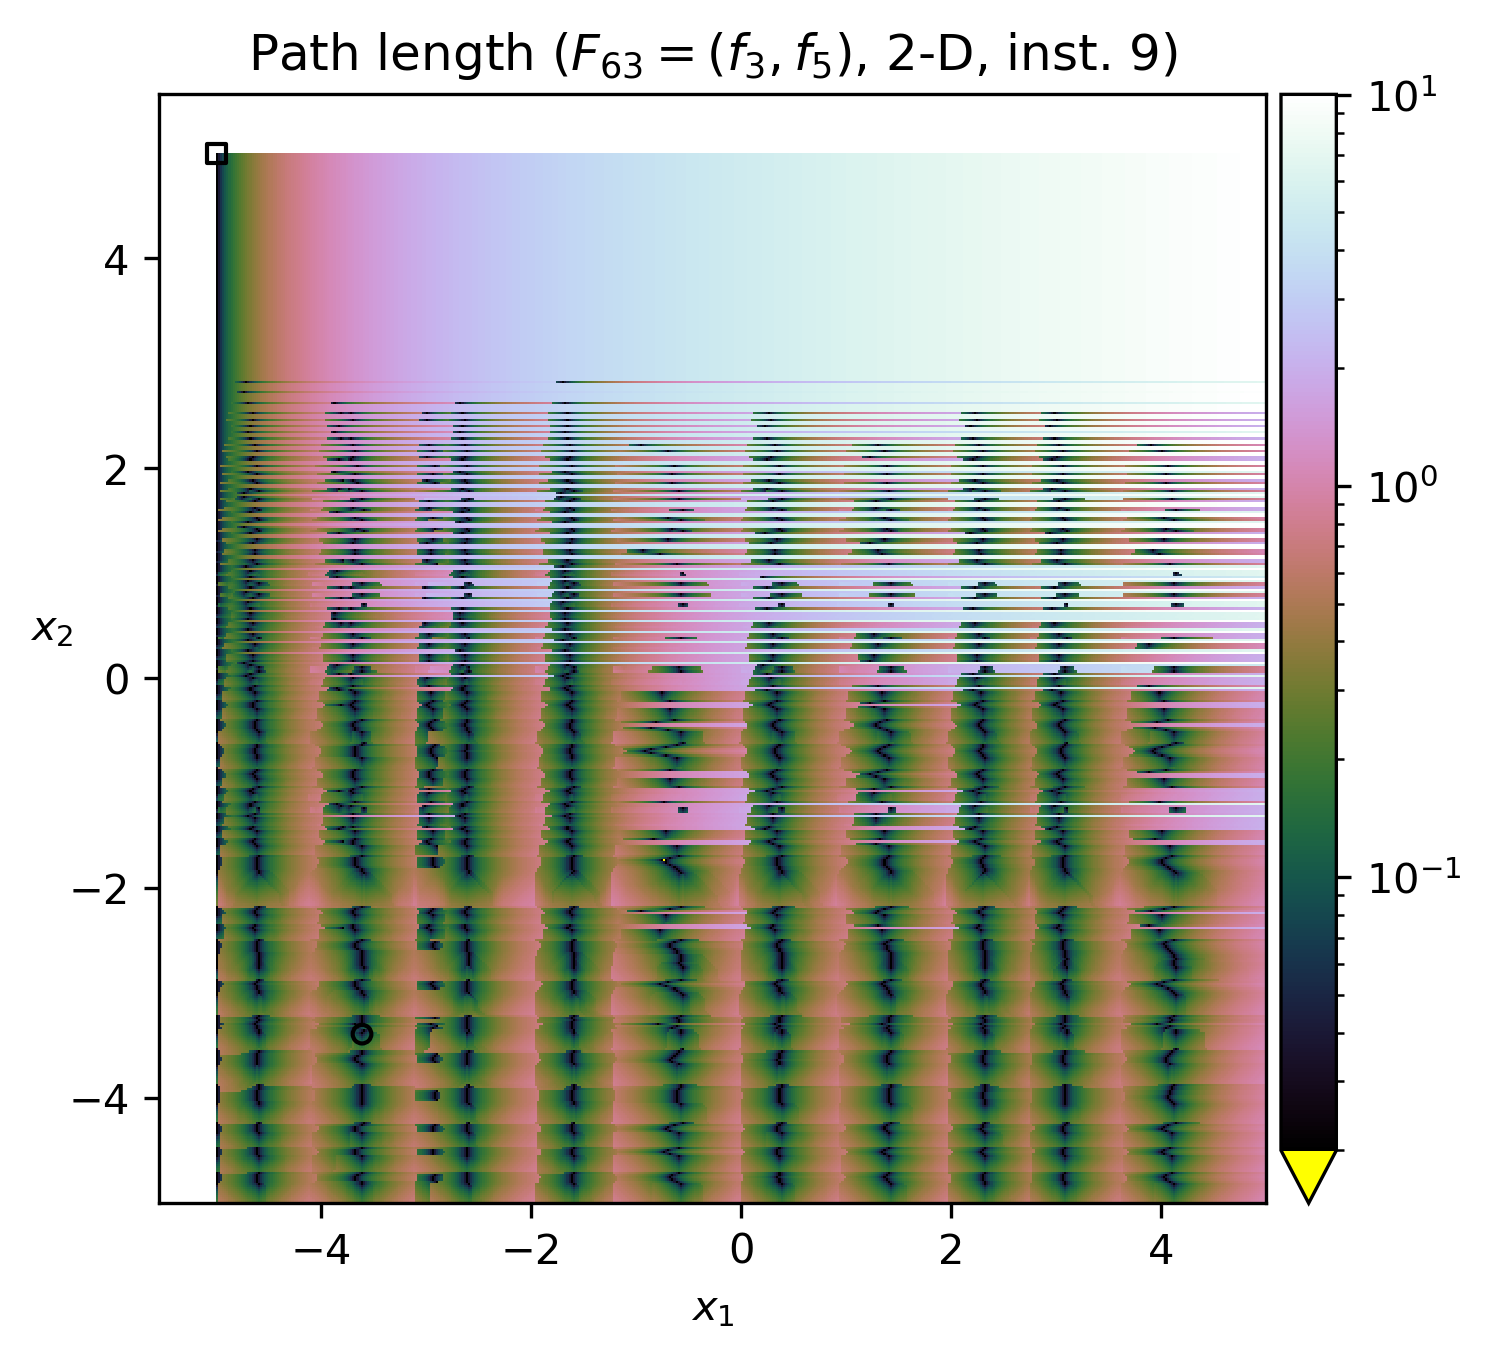 Path length (F₆₃ = (f₃, f₅), 2-D, inst. 9)
10¹
4
2
10⁰
x₂
0
10⁻¹
−2
−4
−4 −2 0 2 4
x₁